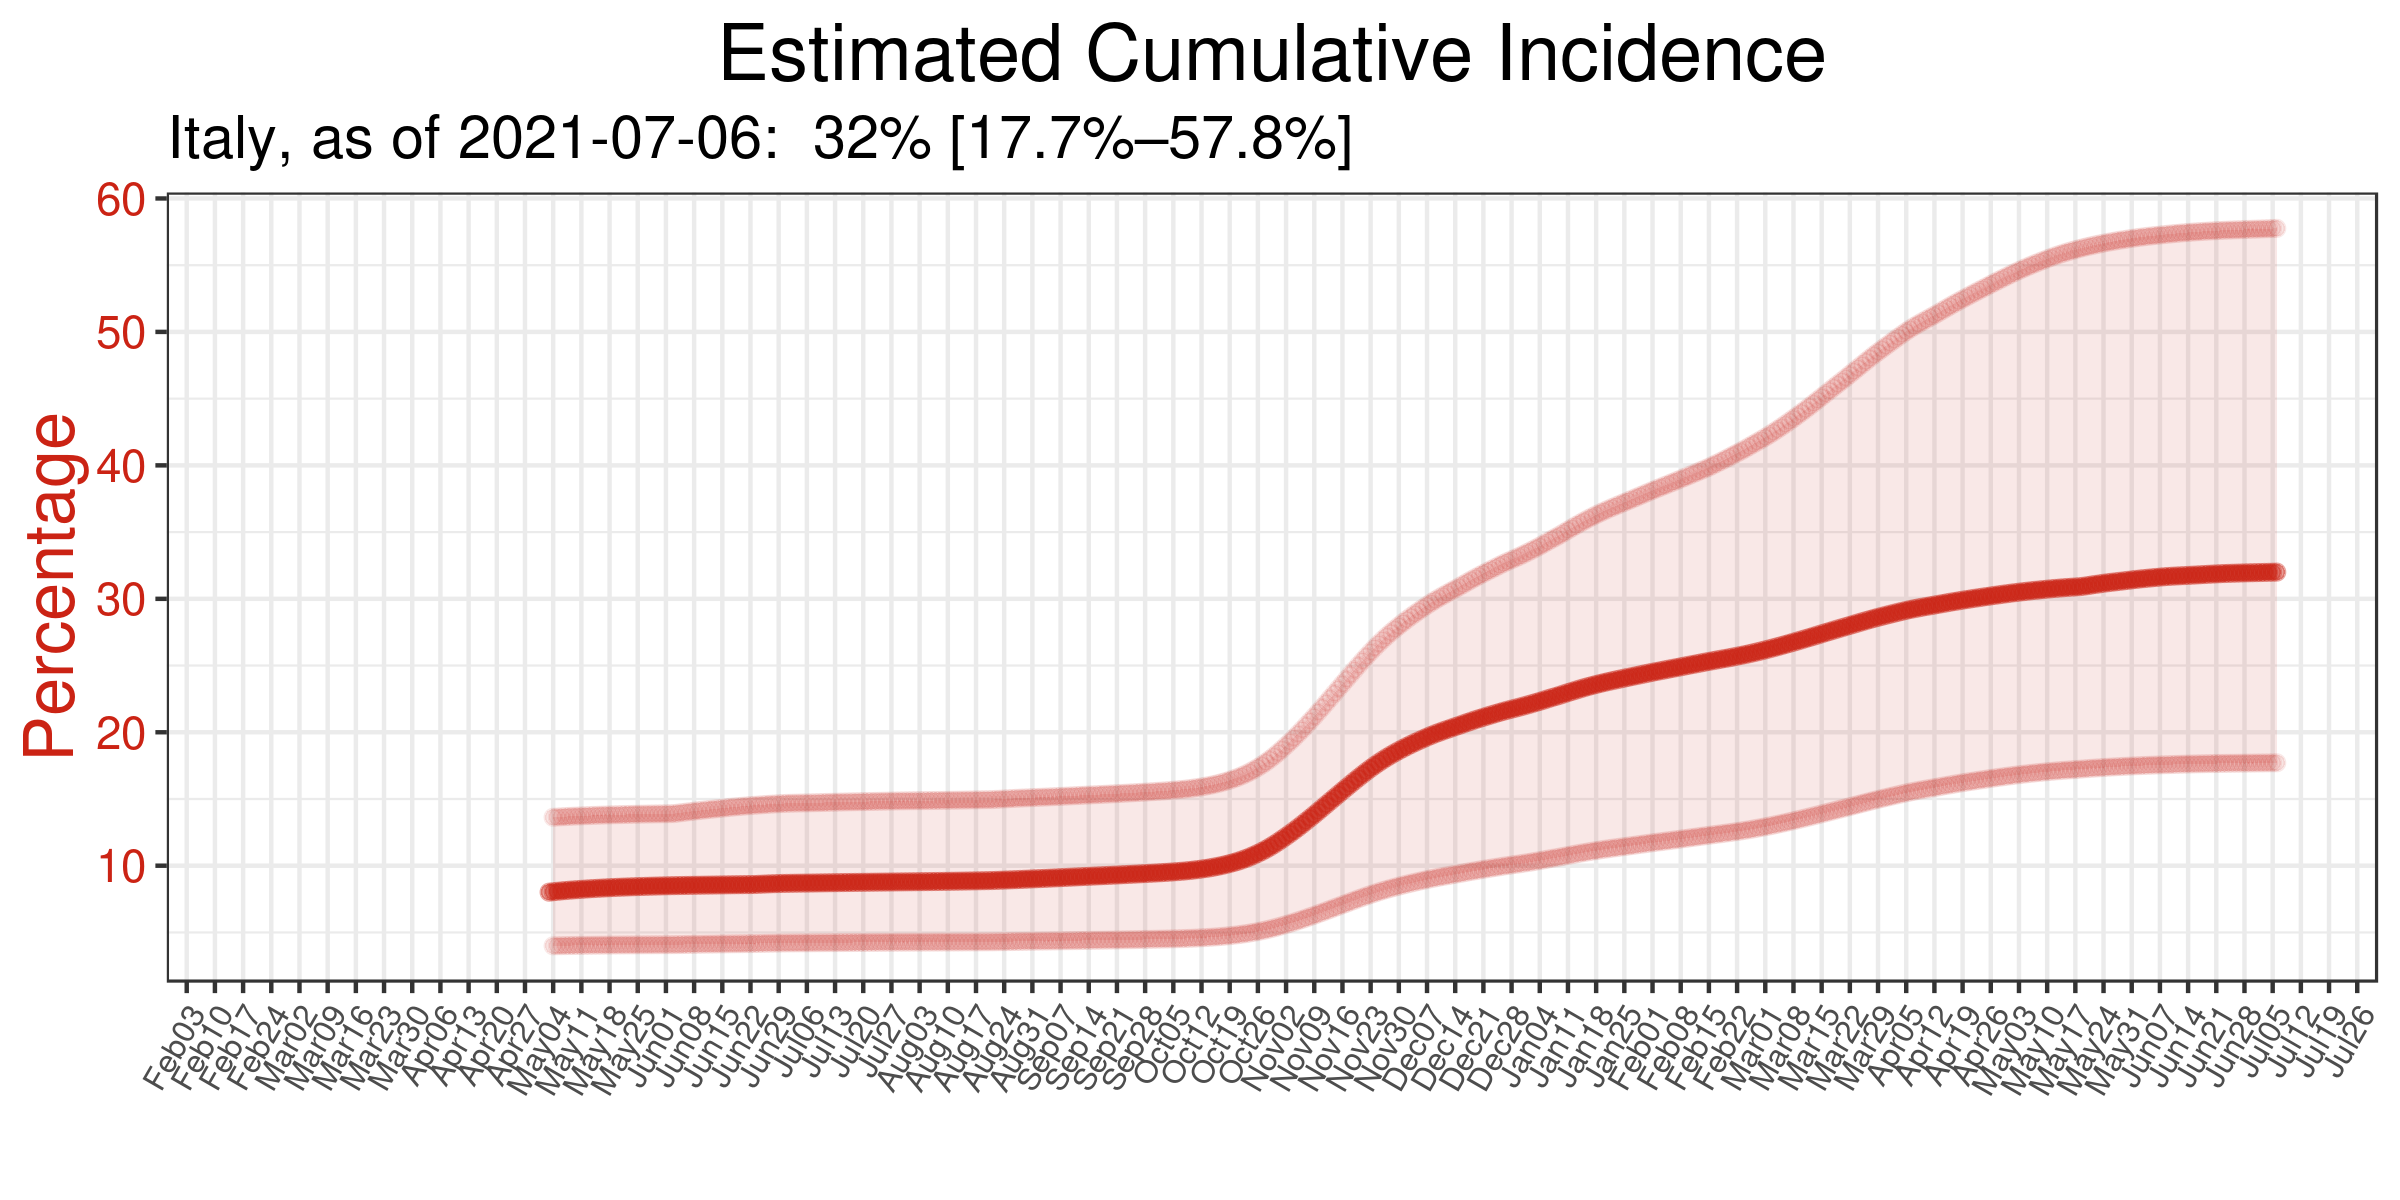 Estimated Cumulative Incidence
Italy, as of 2021-07-06:  32% [17.7%–57.8%]
Percentage
60
50
40
30
20
10
Feb03
Feb10
Feb17
Feb24
Mar02
Mar09
Mar16
Mar23
Mar30
Apr06
Apr13
Apr20
Apr27
May04
May11
May18
May25
Jun01
Jun08
Jun15
Jun22
Jun29
Jul06
Jul13
Jul20
Jul27
Aug03
Aug10
Aug17
Aug24
Aug31
Sep07
Sep14
Sep21
Sep28
Oct05
Oct12
Oct19
Oct26
Nov02
Nov09
Nov16
Nov23
Nov30
Dec07
Dec14
Dec21
Dec28
Jan04
Jan11
Jan18
Jan25
Feb01
Feb08
Feb15
Feb22
Mar01
Mar08
Mar15
Mar22
Mar29
Apr05
Apr12
Apr19
Apr26
May03
May10
May17
May24
May31
Jun07
Jun14
Jun21
Jun28
Jul05
Jul12
Jul19
Jul26